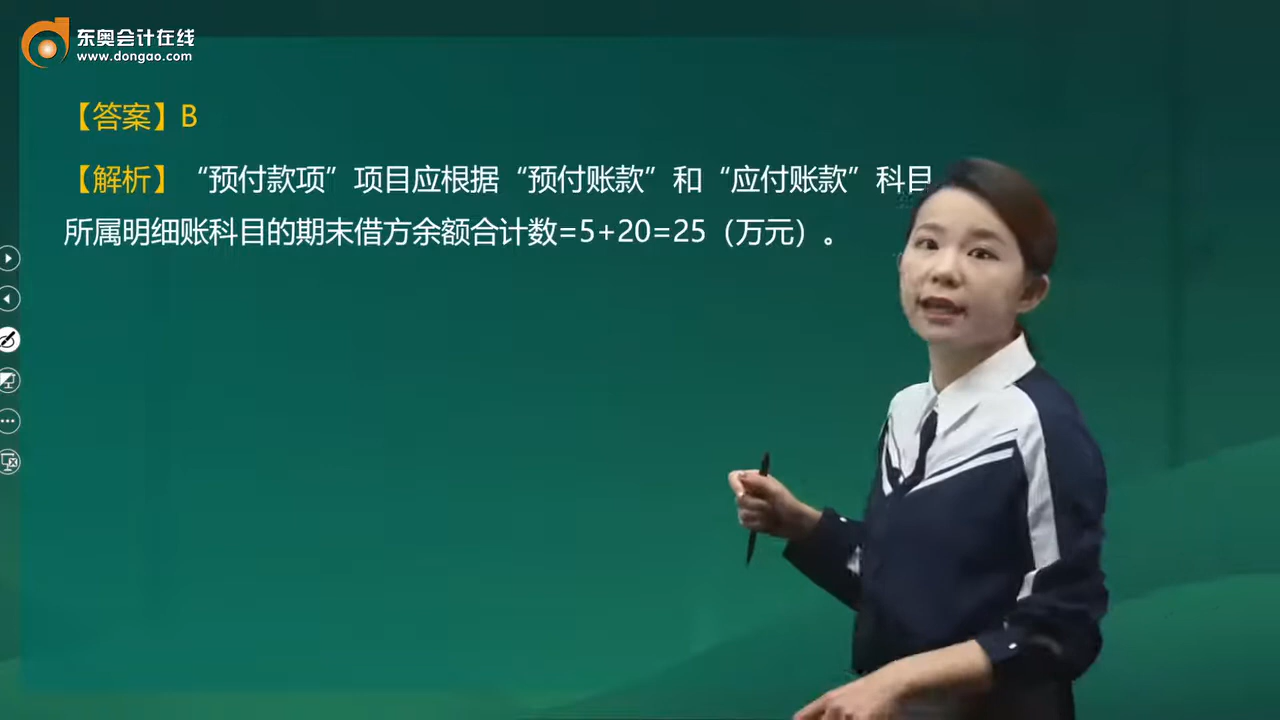 东奥会计在线
www.dongao.com
【答案】B
【解析】“预付款项”项目应根据“预付账款”和“应付账款”科目
所属明细账科目的期末借方余额合计数=5+20=25（万元）。